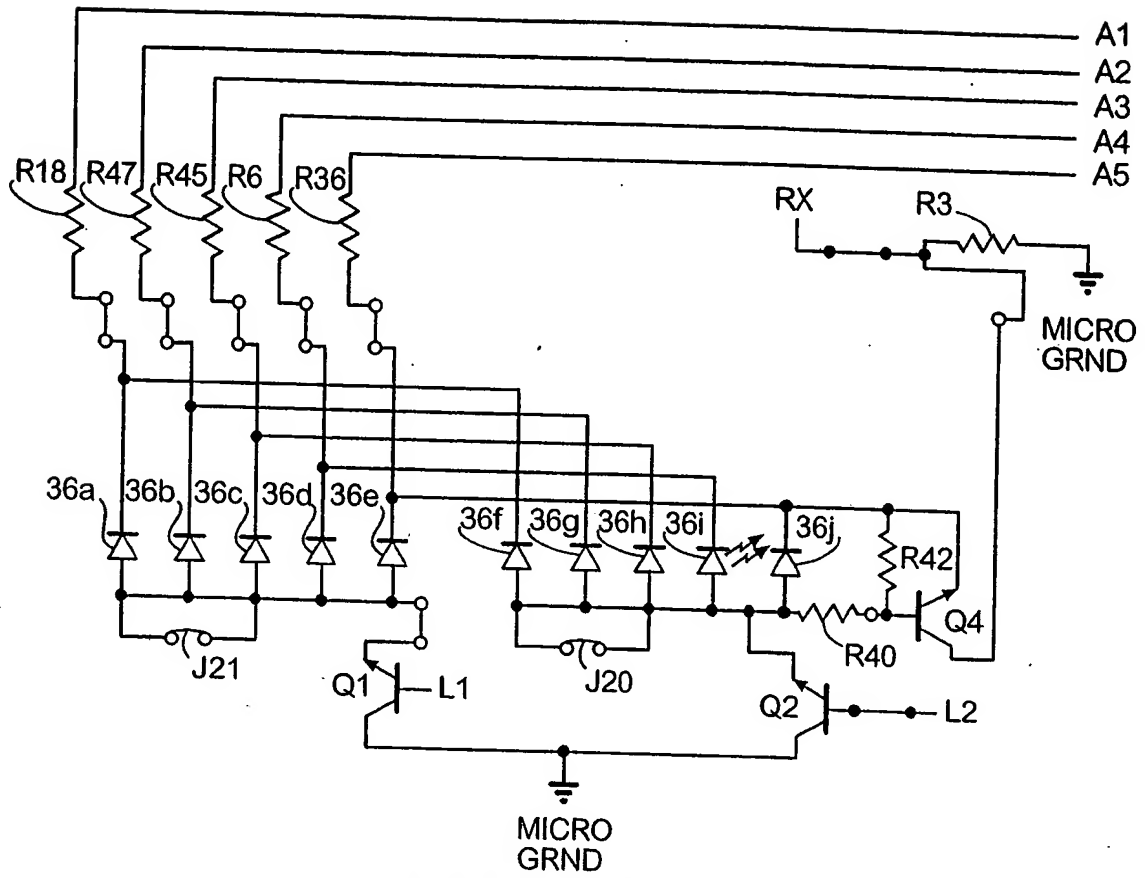 A1
A2
A3
A4
A5
R18 R47 R45 R6 R36
RX R3
MICRO
GRND
36a 36b 36c 36d 36e
36f 36g 36h 36i 36j
R42
Q4
R40
J21
J20
Q1 L1
Q2 L2
MICRO
GRND